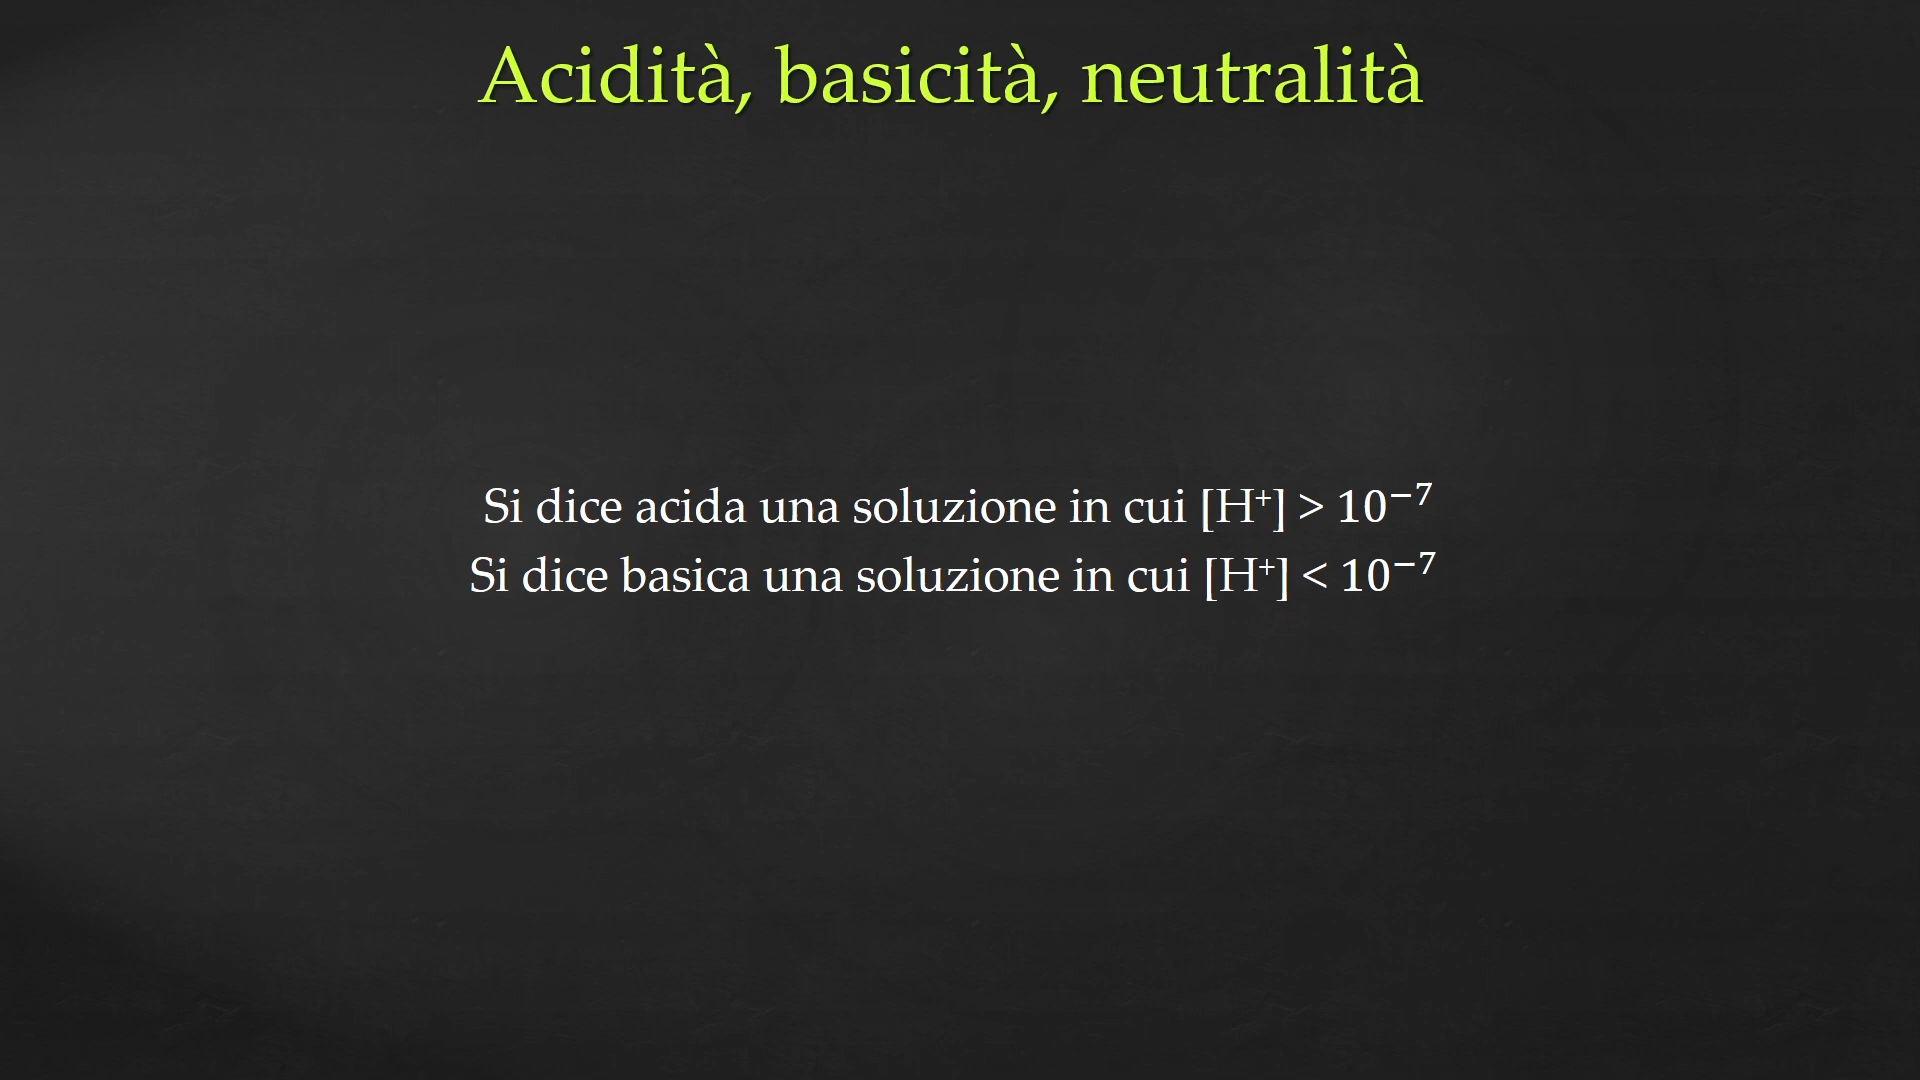 Acidità, basicità, neutralità
Si dice acida una soluzione in cui [H⁺] > 10⁻⁷
Si dice basica una soluzione in cui [H⁺] < 10⁻⁷